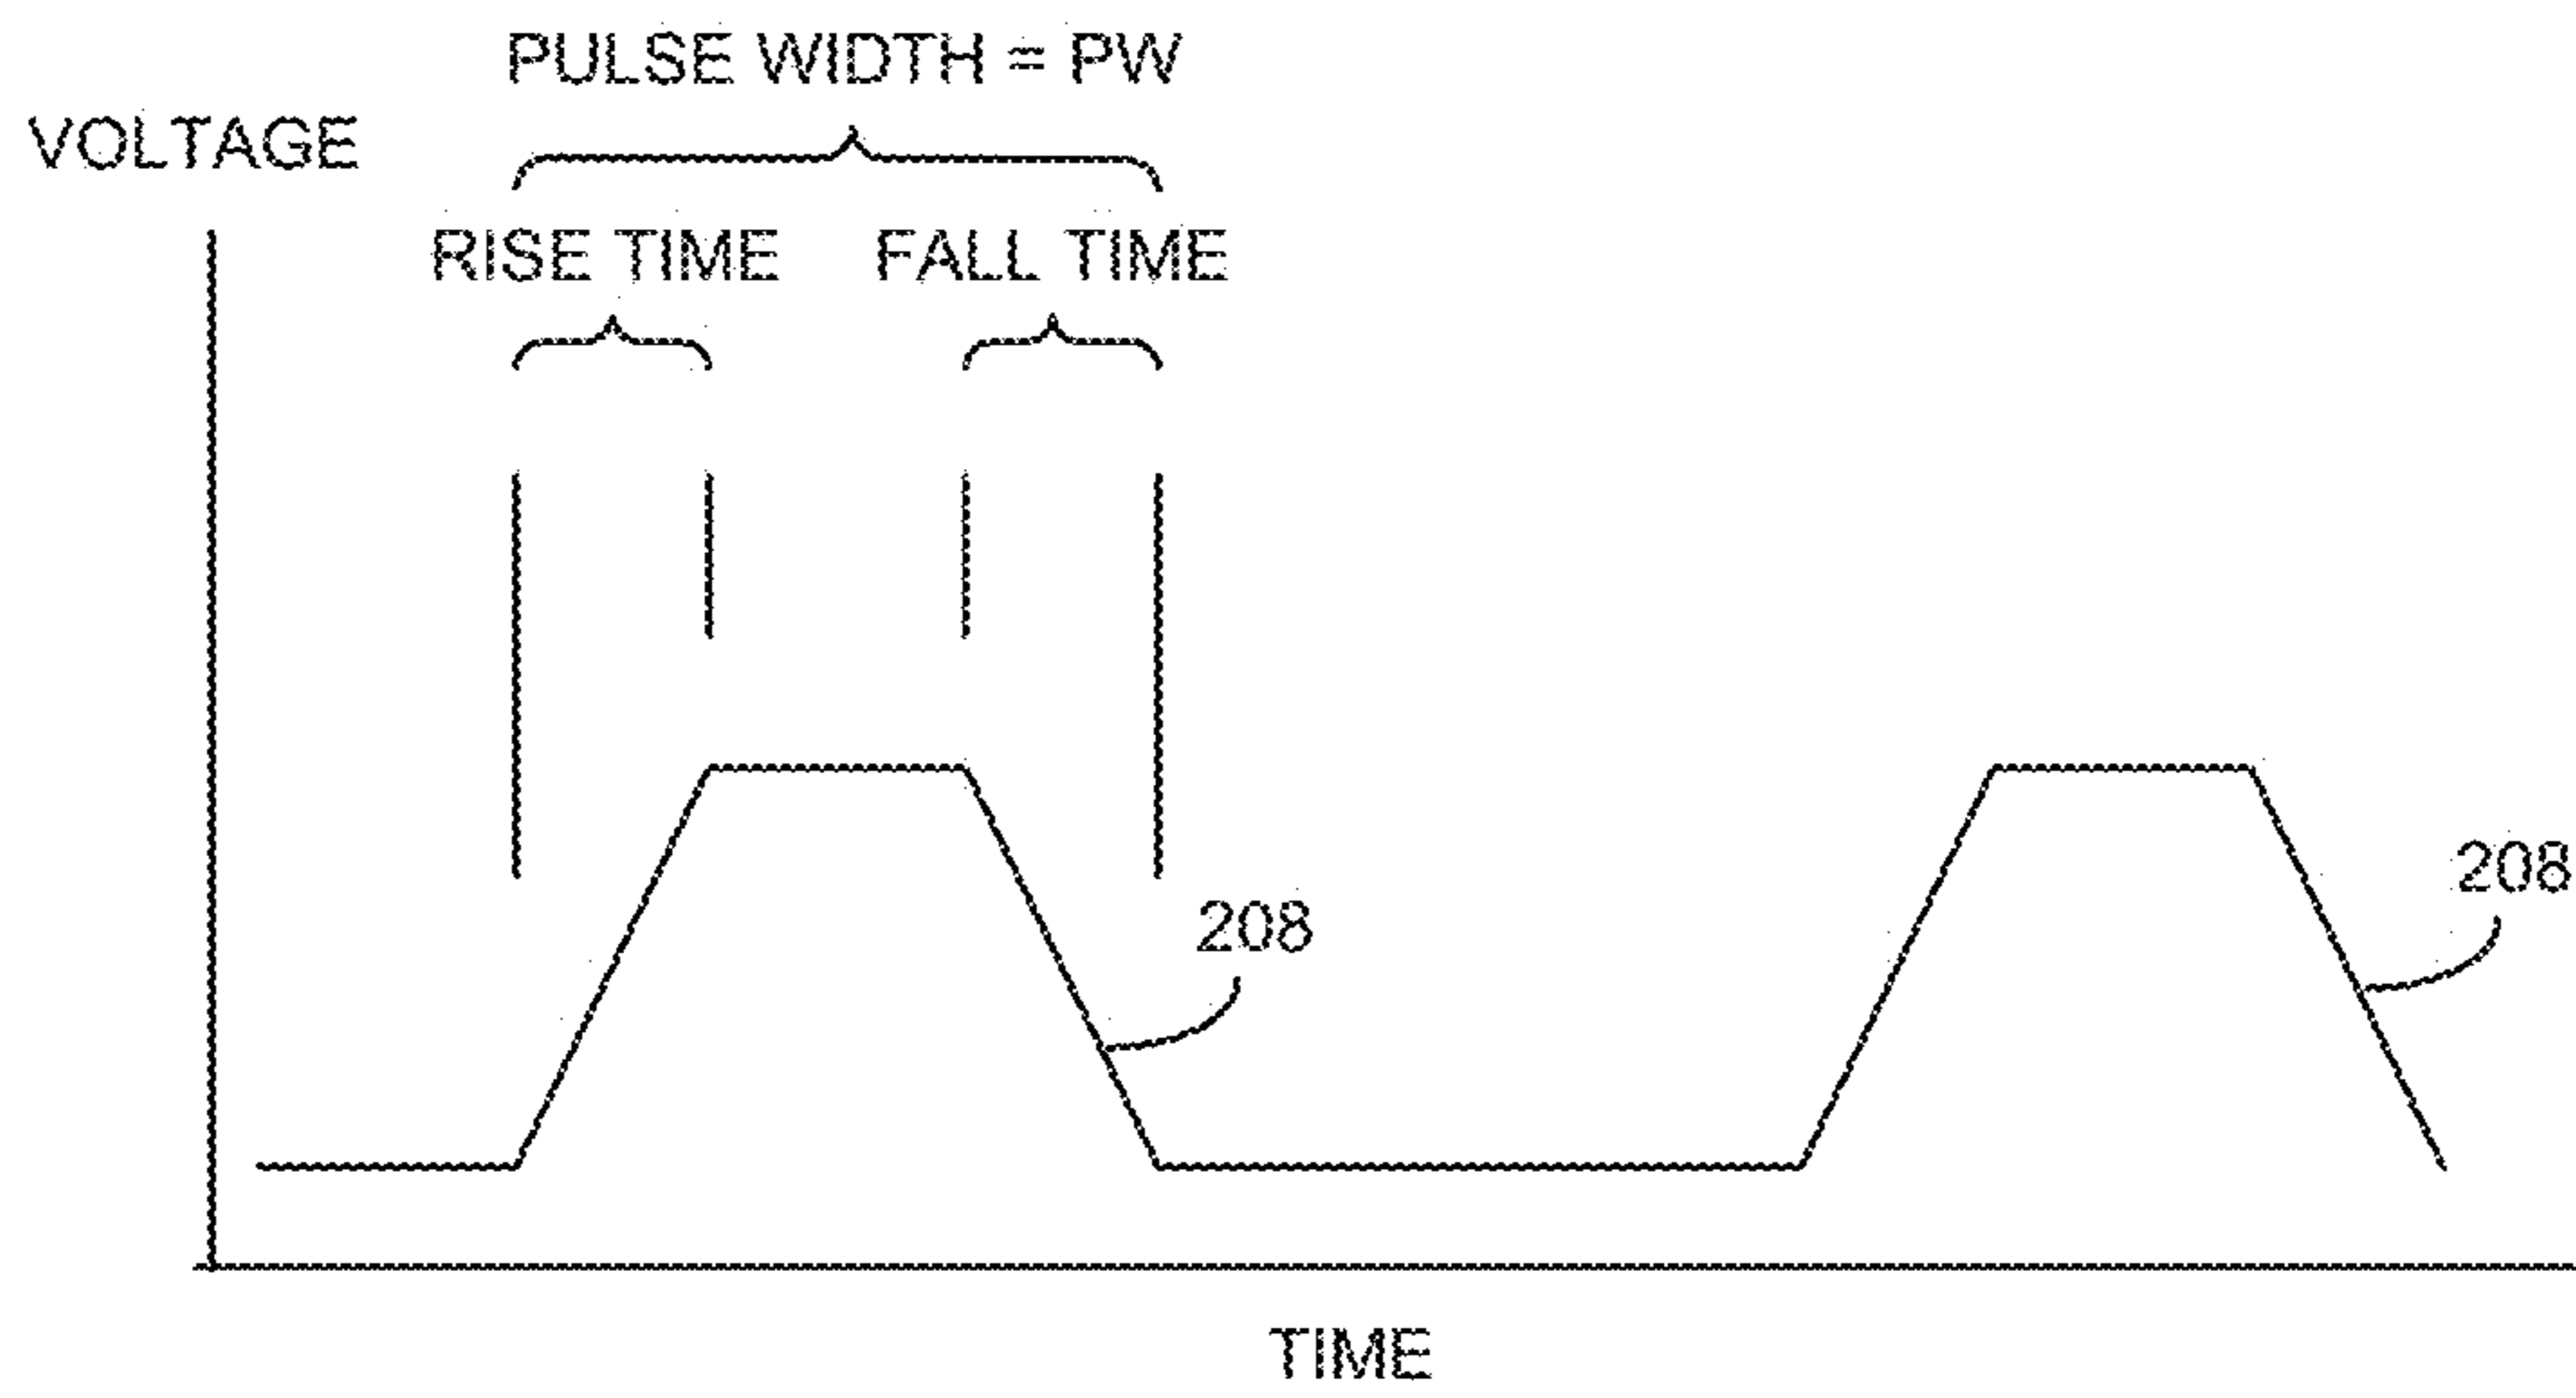 PULSE WIDTH = PW
VOLTAGE
RISE TIME
FALL TIME
208
208
TIME